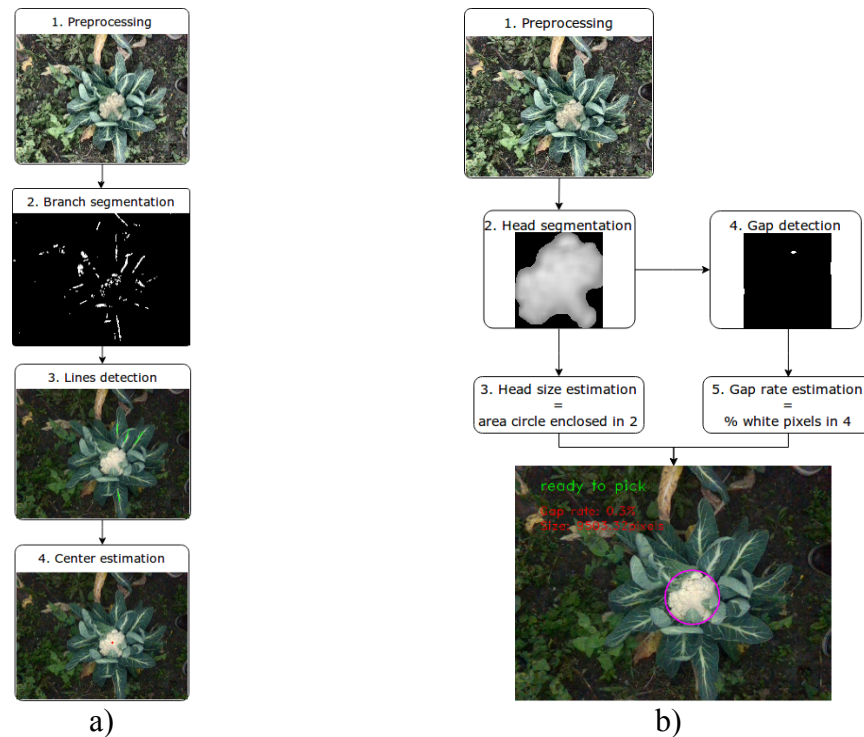 1. Preprocessing
2. Branch segmentation
3. Lines detection
4. Center estimation
a)
1. Preprocessing
2. Head segmentation
4. Gap detection
3. Head size estimation
=
area circle enclosed in 2
5. Gap rate estimation
=
% white pixels in 4
ready to pick
Gap rate: 0.3%
Size:
b)